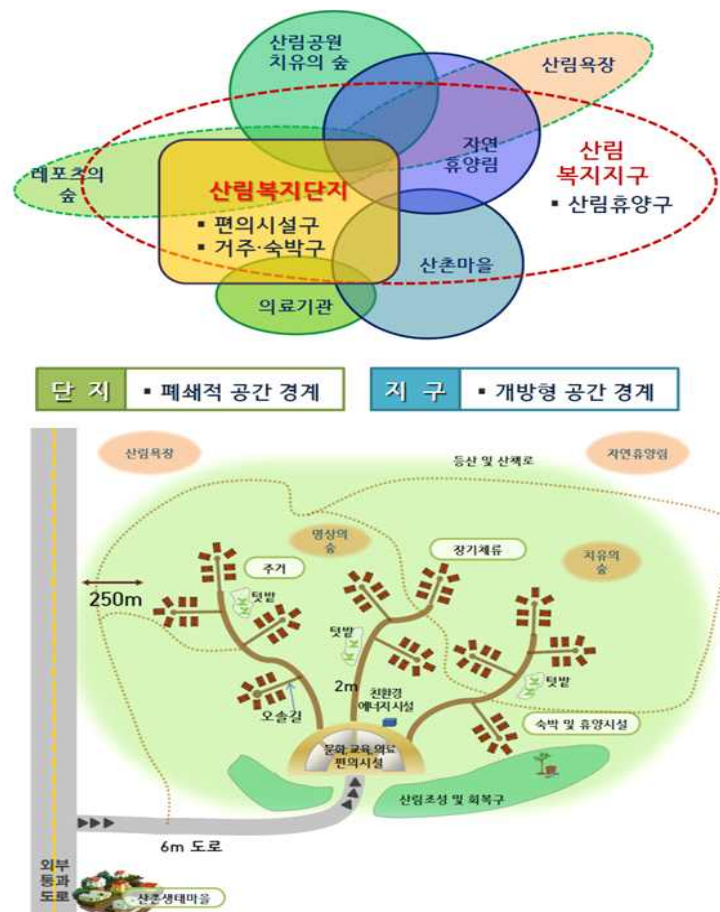 산림공원
치유의 숲
산림욕장
자연
휴양림
산림
복지지구
▪ 산림휴양구
레포츠의
숲
산림복지단지
▪ 편의시설구
▪ 거주·숙박구
산촌마을
의료기관
단 지
▪ 폐쇄적 공간 경계
지 구
▪ 개방형 공간 경계
산림욕장
등산 및 산책로
자연휴양림
명상의
숲
장기체류
치유의
숲
주거
텃밭
250m
텃밭
텃밭
2m
친환경
에너지시설
오솔길
숙박 및 휴양시설
문화,교육,의료
편의시설
산림조성 및 회복구
6m 도로
외부
통과
도로
산촌생태마을